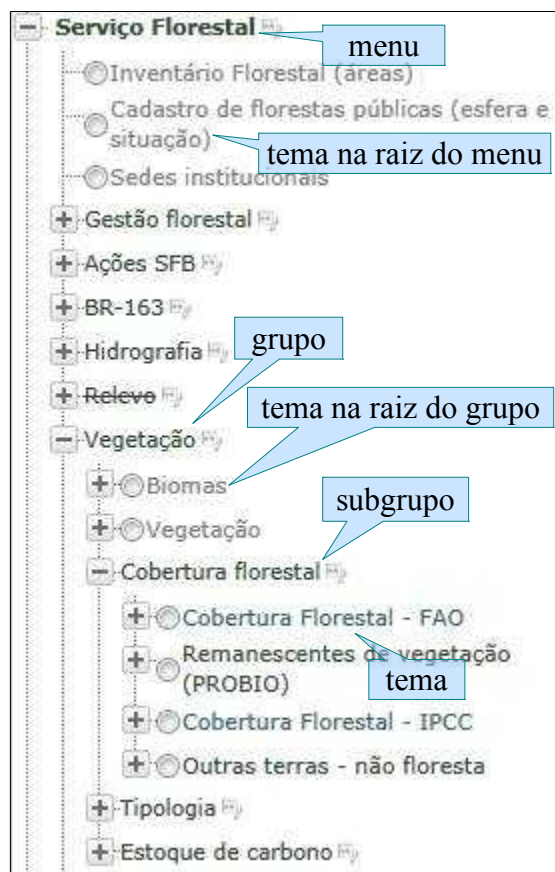 Serviço Florestal
menu
Inventário Florestal (áreas)
Cadastro de florestas públicas (esfera e
situação)
tema na raiz do menu
Sedes institucionais
Gestão florestal
Ações SFB
BR-163
Hidrografia
grupo
Relevo
tema na raiz do grupo
Vegetação
Biomas
subgrupo
Vegetação
Cobertura florestal
Cobertura Florestal - FAO
Remanescentes de vegetação
(PROBIO)
tema
Cobertura Florestal - IPCC
Outras terras - não floresta
Tipologia
Estoque de carbono